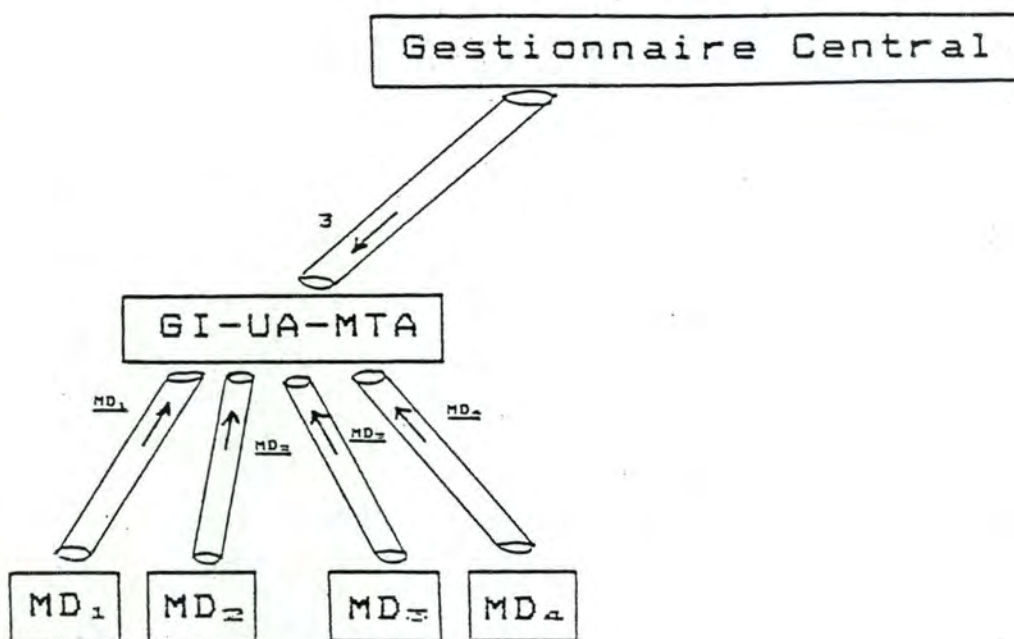 Gestionnaire Central
3
GI-UA-MTA
MD₁
MD₂
MD₃
MD₄
MD₁
MD₂
MD₃
MD₄